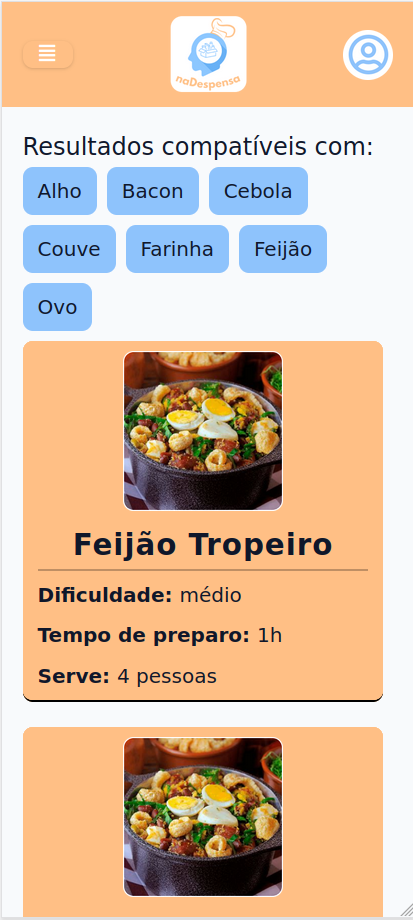 naDespensa
Resultados compatíveis com:
Alho Bacon Cebola
Couve Farinha Feijão
Ovo
Feijão Tropeiro
Dificuldade: médio
Tempo de preparo: 1h
Serve: 4 pessoas